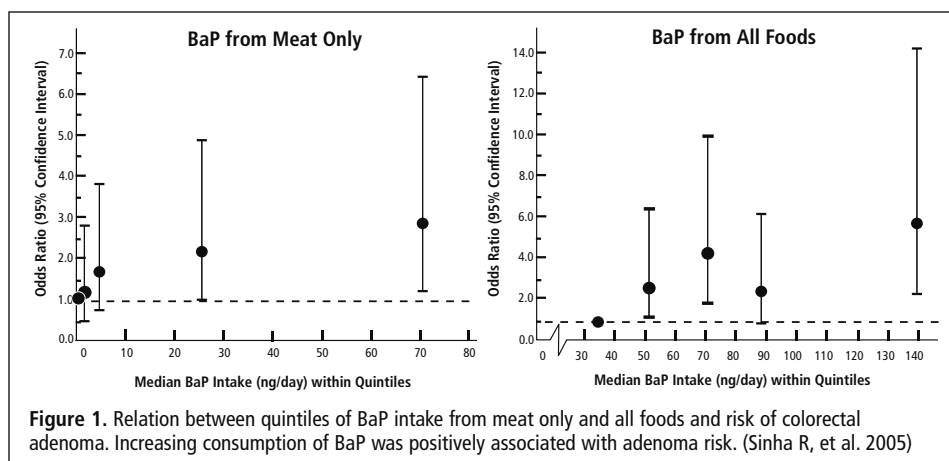 BaP from Meat Only
7.0
6.0
5.0
4.0
3.0
2.0
1.0
0.0
Odds Ratio (95% Confidence Interval)
0 10 20 30 40 50 60 70 80
Median BaP Intake (ng/day) within Quintiles
BaP from All Foods
14.0
12.0
10.0
8.0
6.0
4.0
2.0
0.0
Odds Ratio (95% Confidence Interval)
0 30 40 50 60 70 90 100 110 120 130 140
Median BaP Intake (ng/day) within Quintiles
Figure 1. Relation between quintiles of BaP intake from meat only and all foods and risk of colorectal
adenoma. Increasing consumption of BaP was positively associated with adenoma risk. (Sinha R, et al. 2005)